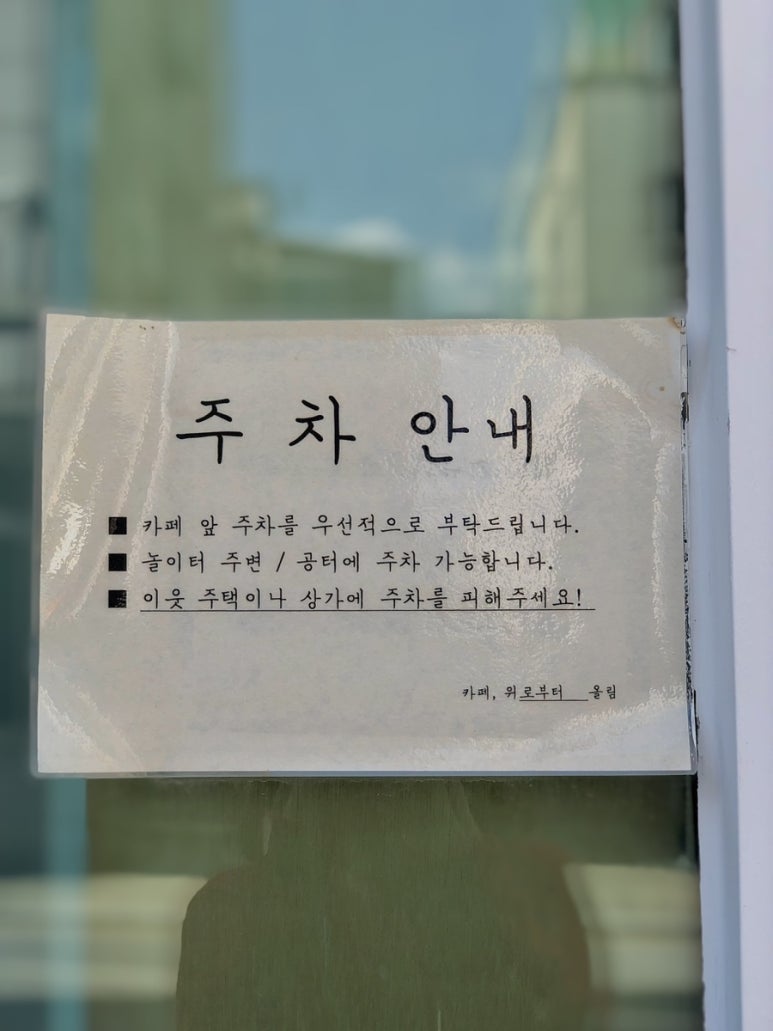 주 차 안내
■ 카페 앞 주차를 우선적으로 부탁드립니다.
■ 놀이터 주변 / 공터에 주차 가능합니다.
■ 이웃 주택이나 상가에 주차를 피해주세요!
카페, 위로부터 올림